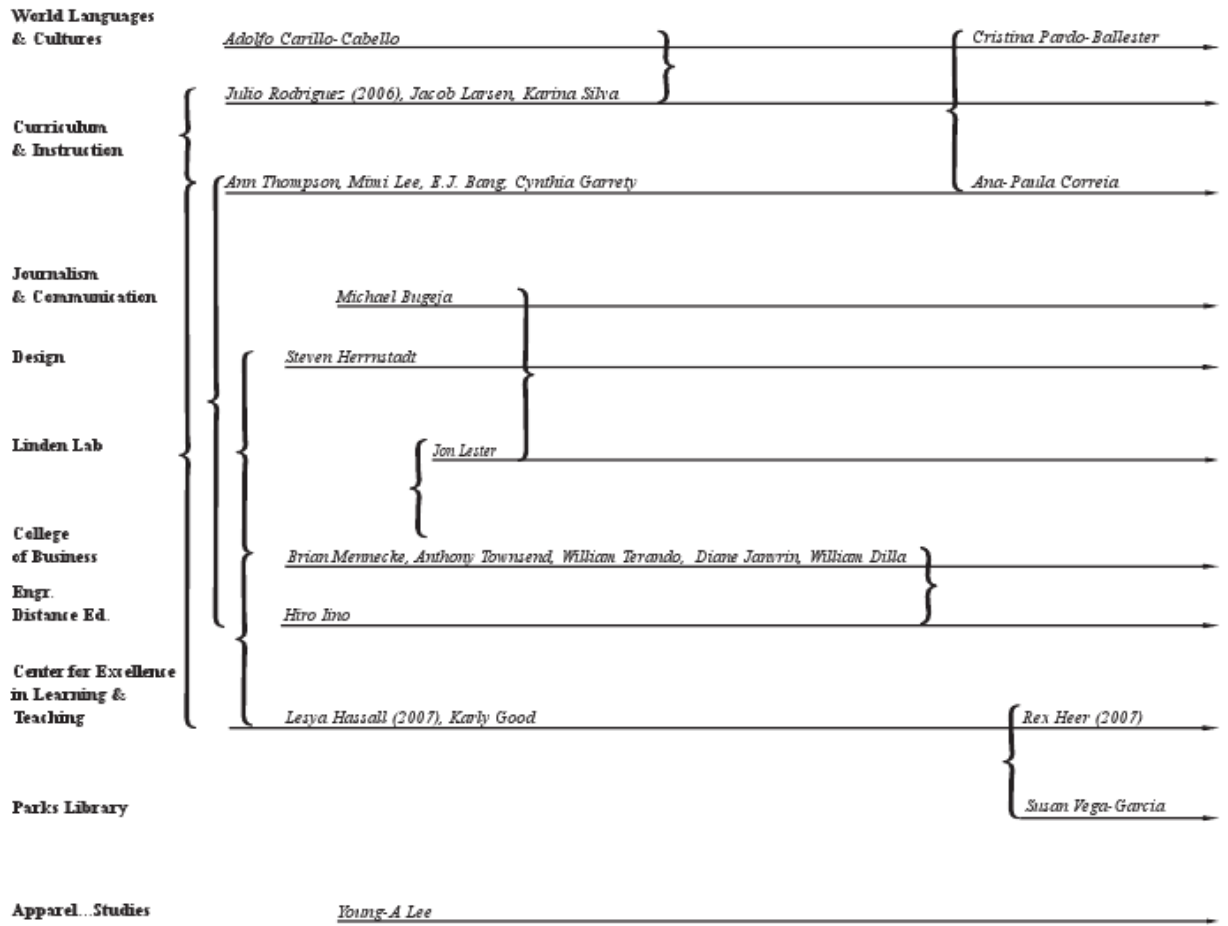 World Languages
& Cultures
Adolfo Carillo-Cabello
Cristina Pardo-Ballester
Julio Rodriguez (2006), Jacob Larsen, Karina Silva
Curriculum
& Instruction
Ann Thompson, Mimi Lee, E.J. Bang, Cynthia Garrety
Ana-Paula Correia
Journalism
& Communication
Michael Bugeja
Design
Steven Herrnstadt
Linden Lab
Jon Lester
College
of Business
Brian Mennecke, Anthony Townsend, William Terando, Diane Janvrin, William Dilla
Engr.
Distance Ed.
Hiro Iino
Center for Excellence
in Learning &
Teaching
Lesya Hassall (2007), Karly Good
Rex Heer (2007)
Parks Library
Susan Vega-Garcia
Apparel...Studies
Young-A Lee